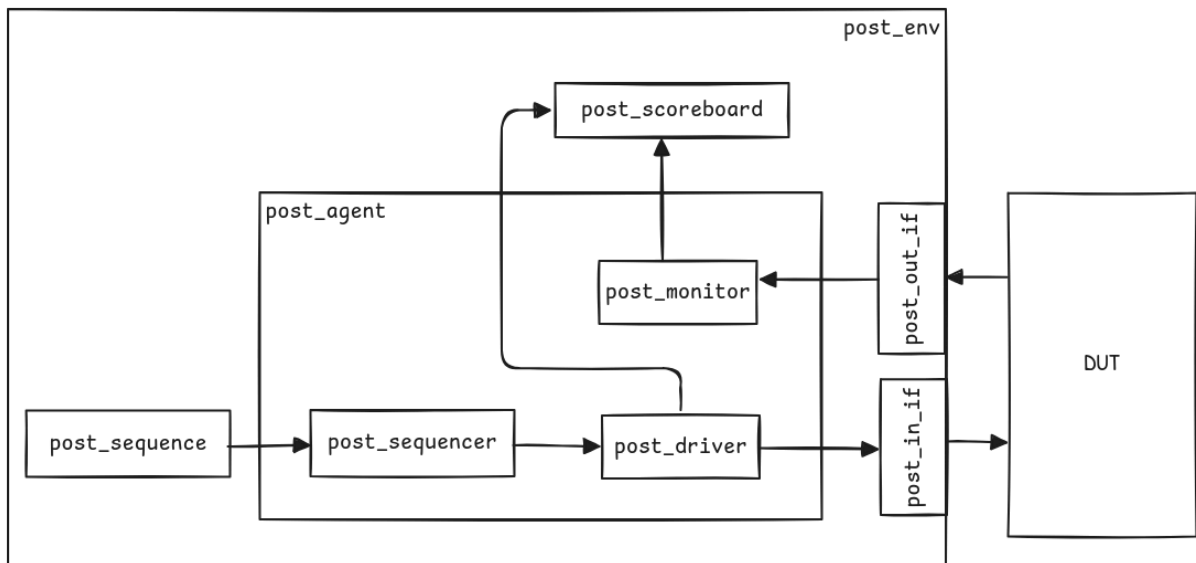 post_env
post_scoreboard
post_agent
post_out_if
post_monitor
DUT
post_in_if
post_sequence
post_sequencer
post_driver